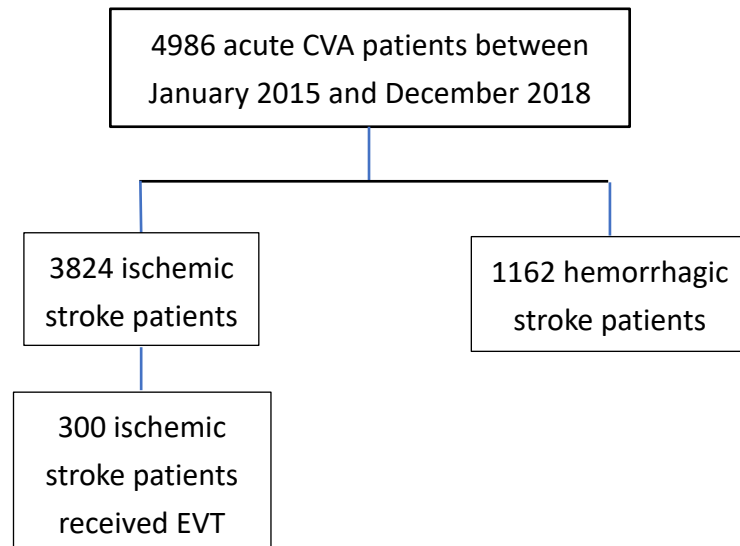 4986 acute CVA patients between
January 2015 and December 2018
3824 ischemic
stroke patients
1162 hemorrhagic
stroke patients
300 ischemic
stroke patients
received EVT